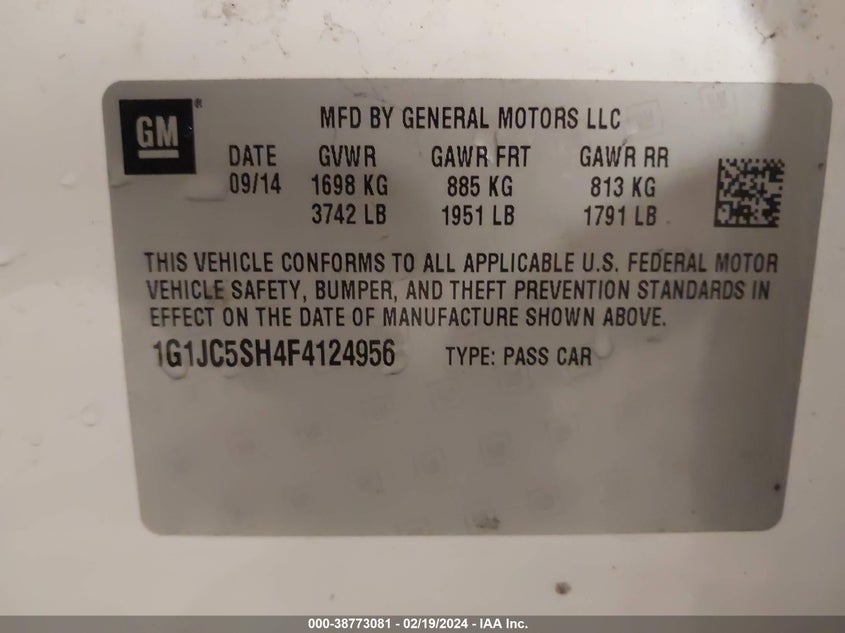 GM®
MFD BY GENERAL MOTORS LLC
DATE GVWR GAWR FRT GAWR RR
09/14 1698 KG 885 KG 813 KG
3742 LB 1951 LB 1791 LB
THIS VEHICLE CONFORMS TO ALL APPLICABLE U.S. FEDERAL MOTOR
VEHICLE SAFETY, BUMPER, AND THEFT PREVENTION STANDARDS IN
EFFECT ON THE DATE OF MANUFACTURE SHOWN ABOVE.
1G1JC5SH4F4124956 TYPE: PASS CAR
000-38773081 - 02/19/2024 - IAA Inc.